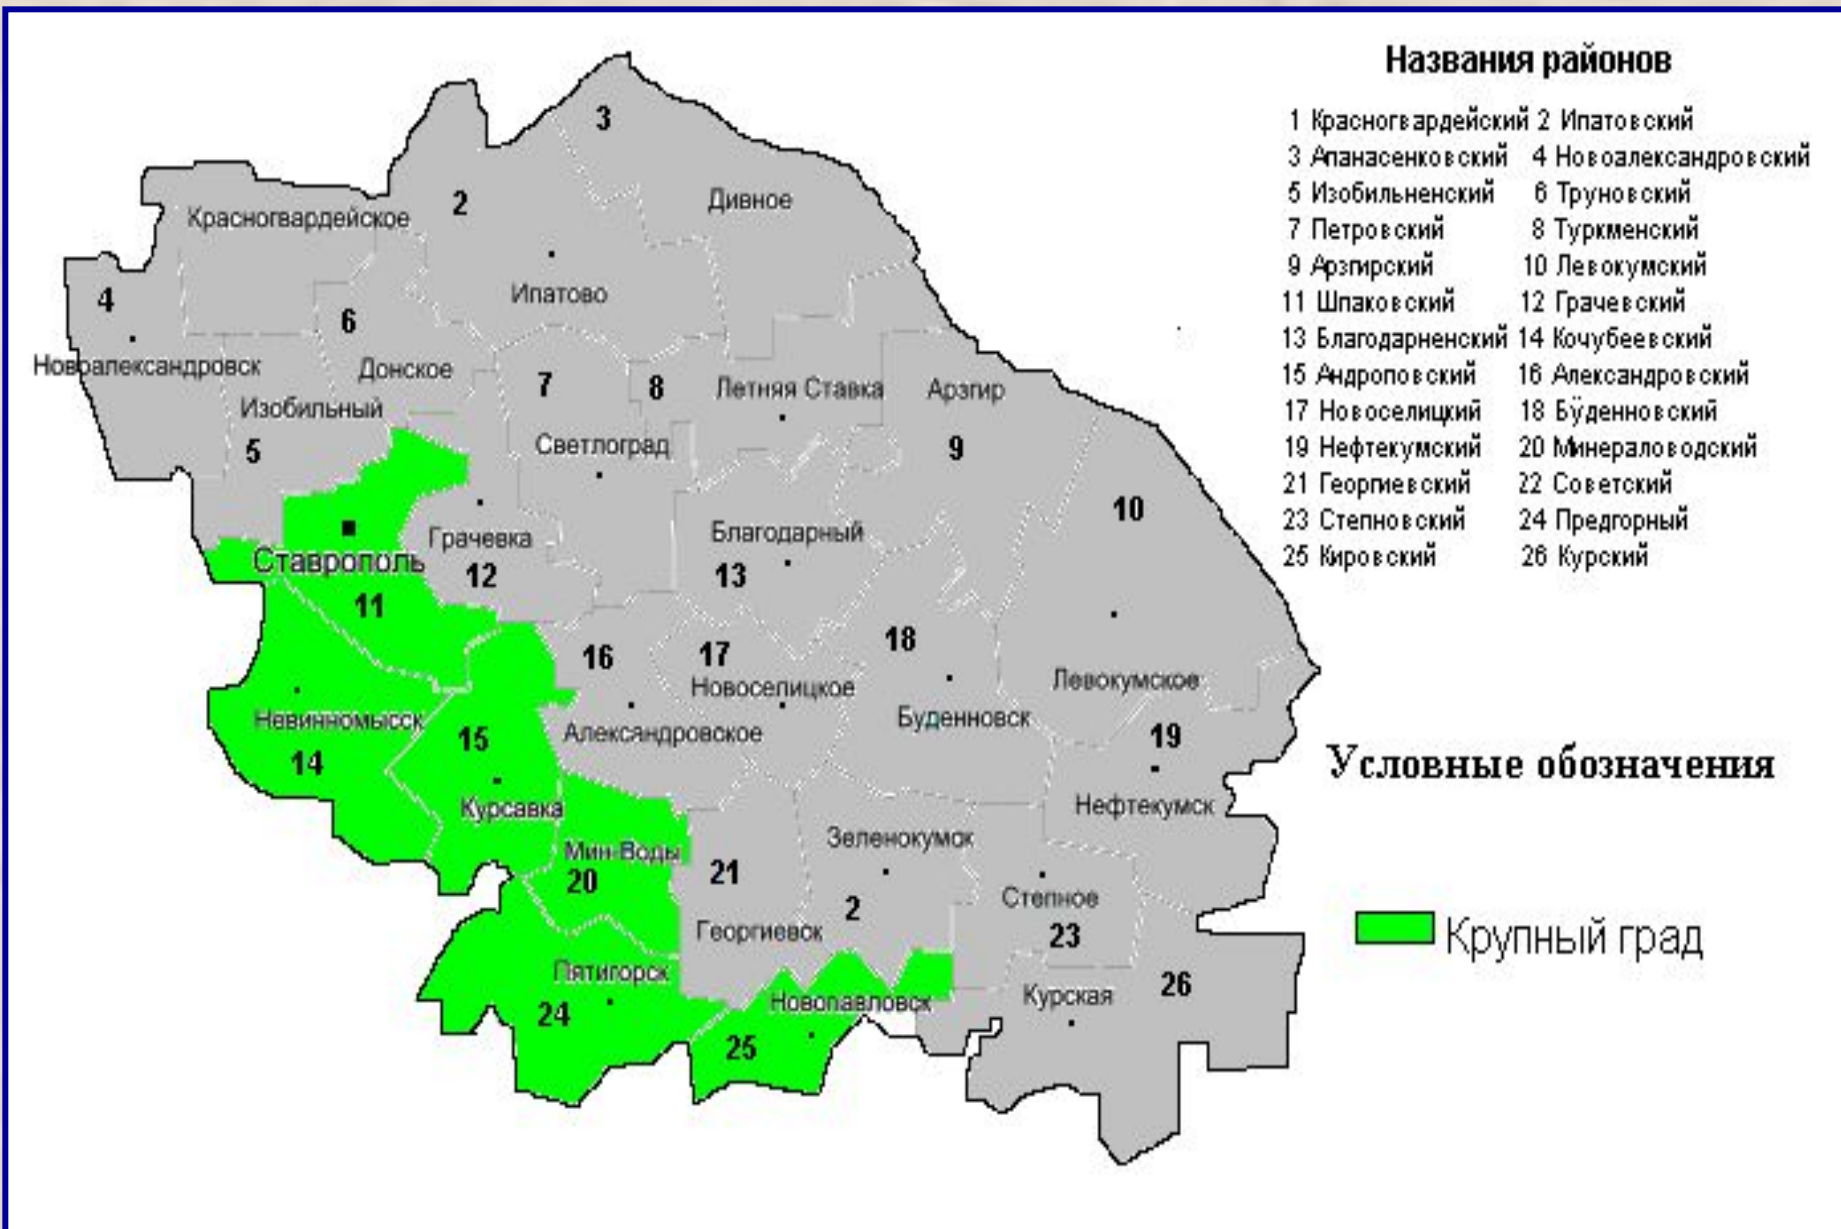 Названия районов
1 Красногвардейский 2 Ипатовский
3 Апанасенковский 4 Новоалександровский
5 Изобильненский 6 Труновский
7 Петровский 8 Туркменский
9 Арзгирский 10 Левокумский
11 Шпаковский 12 Грачевский
13 Благодарненский 14 Кочубеевский
15 Андроповский 16 Александровский
17 Новоселицкий 18 Бўденновский
19 Нефтекумский 20 Минераловодский
21 Георгиевский 22 Советский
23 Степновский 24 Предгорный
25 Кировский 26 Курский
3
2
Дивное
Красногвардейское
4
Ипатово
6
Новоалександровск
Донское
7
8
Летняя Ставка
Арзгир
Изобильный
5
Светлоград
9
10
Ставрополь
Грачевка
Благодарный
12
13
11
16
17
18
Новоселицкое
Левокумское
Невинномысск
15
Александровское
Буденновск
19
14
Курсавка
Нефтекумск
Условные обозначения
Мин-Воды
20
21
Зеленокумск
2
Степное
23
Георгиевск
Крупный град
Пятигорск
24
Новопавловск
25
Курская
26